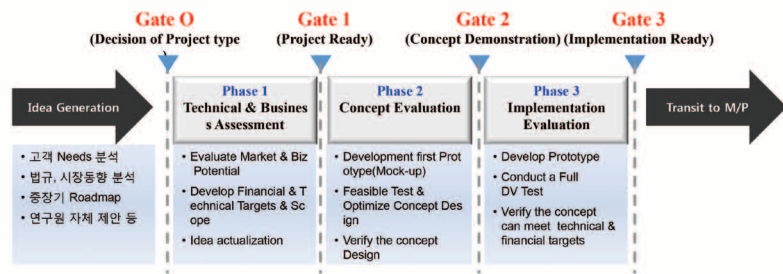 Gate O
(Decision of Project type
)
Gate 1
(Project Ready)
Gate 2
(Concept Demonstration)
Gate 3
(Implementation Ready)
Idea Generation
• 고객 Needs 분석
• 법규, 시장동향 분석
• 중장기 Roadmap
• 연구원 자체 제안 등
Phase 1
Technical & Busines
s Assessment
• Evaluate Market & Biz
Potential
• Develop Financial & T
echnical Targets & Sc
ope
• Idea actualization
Phase 2
Concept Evaluation
• Development first Prot
otype(Mock-up)
• Feasible Test &
Optimize Concept Des
ign
• Verify the concept
Design
Phase 3
Implementation
Evaluation
• Develop Prototype
• Conduct a Full
DV Test
• Verify the concept
can meet technical &
financial targets
Transit to M/P